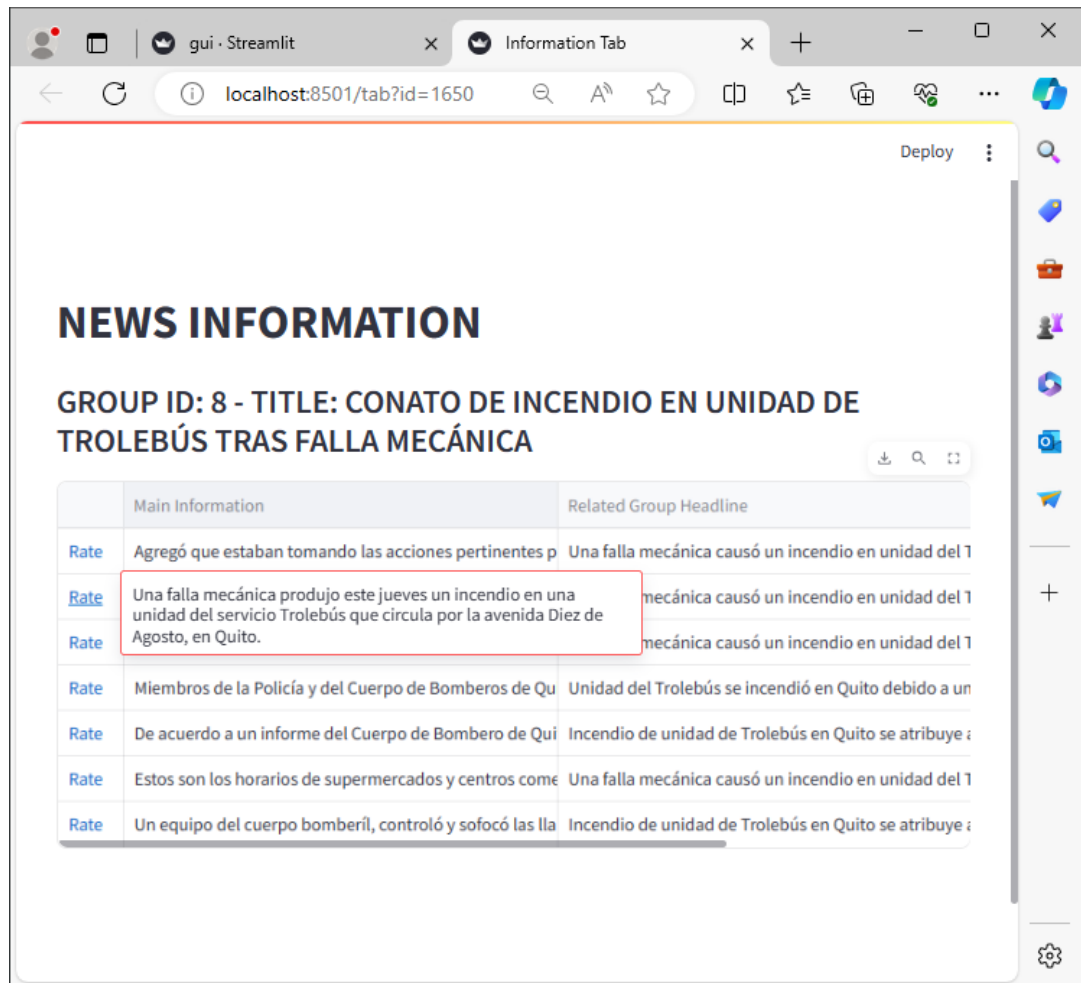 gui · Streamlit
Information Tab
localhost:8501/tab?id=1650
Deploy
NEWS INFORMATION
GROUP ID: 8 - TITLE: CONATO DE INCENDIO EN UNIDAD DE
TROLEBÚS TRAS FALLA MECÁNICA
Main Information Related Group Headline
Rate Agregó que estaban tomando las acciones pertinentes p Una falla mecánica causó un incendio en unidad del T
Rate mecánica causó un incendio en unidad del T
Una falla mecánica produjo este jueves un incendio en una
unidad del servicio Trolebús que circula por la avenida Diez de
Agosto, en Quito.
Rate mecánica causó un incendio en unidad del T
Rate Miembros de la Policía y del Cuerpo de Bomberos de Qu Unidad del Trolebús se incendió en Quito debido a un
Rate De acuerdo a un informe del Cuerpo de Bombero de Qui Incendio de unidad de Trolebús en Quito se atribuye a
Rate Estos son los horarios de supermercados y centros come Una falla mecánica causó un incendio en unidad del T
Rate Un equipo del cuerpo bomberíl, controló y sofocó las lla Incendio de unidad de Trolebús en Quito se atribuye a